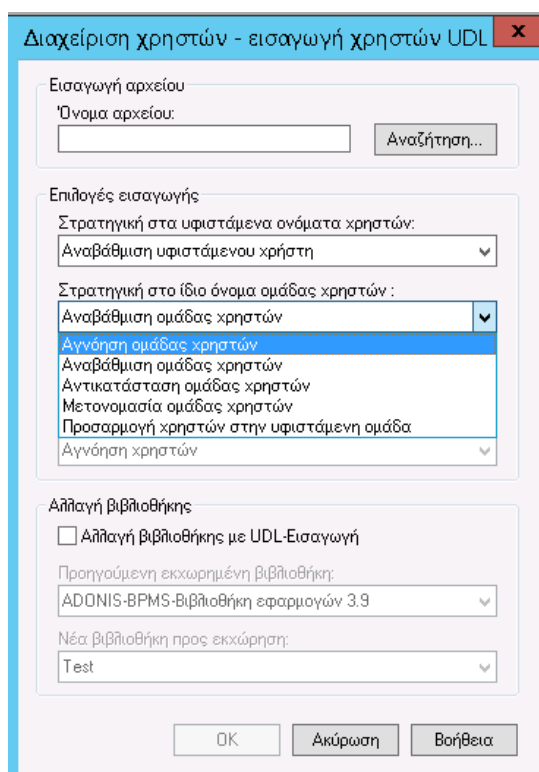 Διαχείριση χρηστών - εισαγωγή χρηστών UDL
x
Εισαγωγή αρχείου
Όνομα αρχείου:
Αναζήτηση...
Επιλογές εισαγωγής
Στρατηγική στα υφιστάμενα ονόματα χρηστών:
Αναβάθμιση υφιστάμενου χρήστη
Στρατηγική στο ίδιο όνομα ομάδας χρηστών :
Αναβάθμιση ομάδας χρηστών
Αγνόηση ομάδας χρηστών
Αναβάθμιση ομάδας χρηστών
Αντικατάσταση ομάδας χρηστών
Μετονομασία ομάδας χρηστών
Προσαρμογή χρηστών στην υφιστάμενη ομάδα
Αγνόηση χρηστών
Αλλαγή βιβλιοθήκης
Αλλαγή βιβλιοθήκης με UDL-Εισαγωγή
Προηγούμενη εκχωρημένη βιβλιοθήκη:
ADONIS-BPMS-Βιβλιοθήκη εφαρμογών 3.9
Νέα βιβλιοθήκη προς εκχώρηση:
Test
OK Ακύρωση Βοήθεια